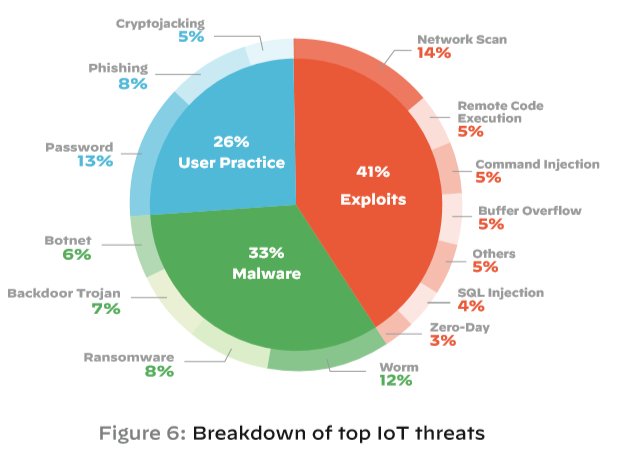 Cryptojacking
5%
Phishing
8%
Password
13%
Botnet
6%
Backdoor Trojan
7%
Ransomware
8%
26%
User Practice
41%
Exploits
33%
Malware
Network Scan
14%
Remote Code
Execution
5%
Command Injection
5%
Buffer Overflow
5%
Others
5%
SQL Injection
4%
Zero-Day
3%
Worm
12%
Figure 6: Breakdown of top IoT threats